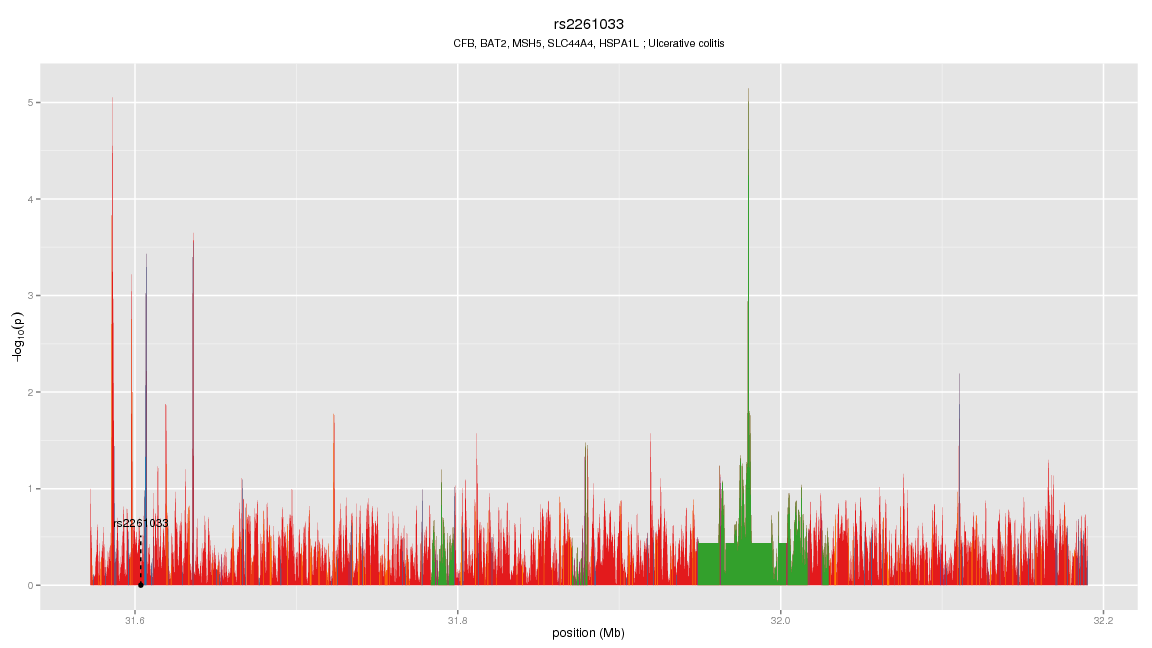 rs2261033
CFB, BAT2, MSH5, SLC44A4, HSPA1L ; Ulcerative colitis
5
4
3
2
1
0
−log10(p)
rs2261033
31.6
31.8
32.0
32.2
position (Mb)